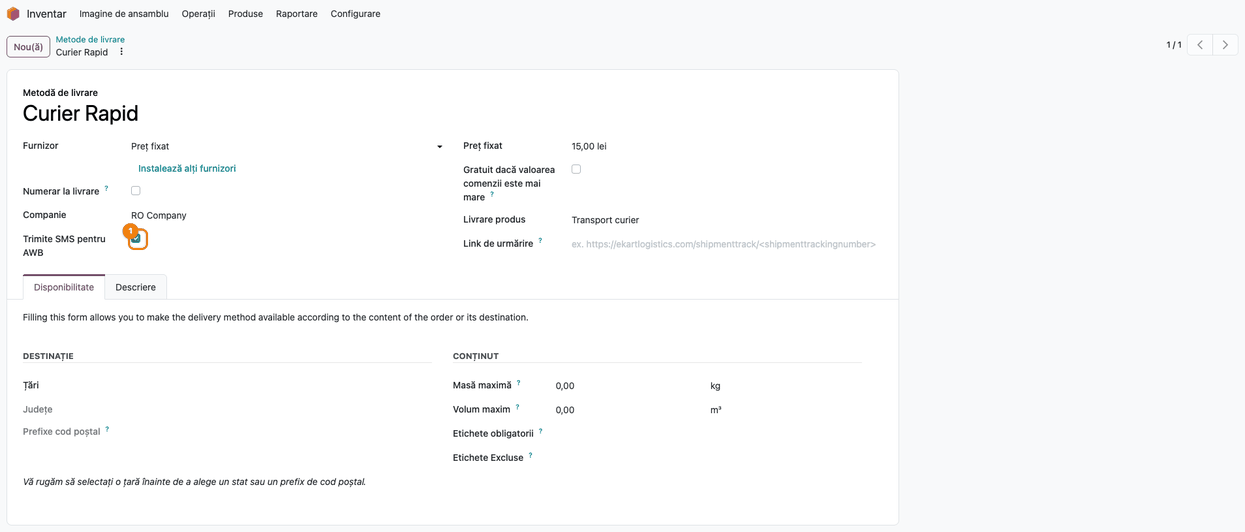 Inventar Imagine de ansamblu Operații Produse Raportare Configurare
Nou(ă)
Metode de livrare
Curier Rapid
1 / 1
Metodă de livrare
Curier Rapid
Furnizor Preț fixat
Instalează alți furnizori
Numerar la livrare ?
Companie RO Company
Trimite SMS pentru
AWB
1
Preț fixat 15,00 lei
Gratuit dacă valoarea
comenzii este mai
mare ?
Livrare produs Transport curier
Link de urmărire ? ex. https://ekartlogistics.com/shipmenttrack/<shipmenttrackingnumber>
Disponibilitate Descriere
Filling this form allows you to make the delivery method available according to the content of the order or its destination.
DESTINAȚIE
Țări
Județe
Prefixe cod poștal ?
CONȚINUT
Masă maximă ? 0,00 kg
Volum maxim ? 0,00 m³
Etichete obligatorii ?
Etichete Excluse ?
Vă rugăm să selectați o țară înainte de a alege un stat sau un prefix de cod poștal.